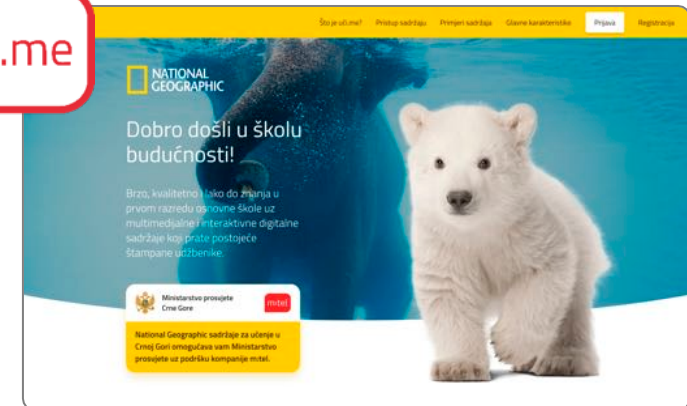 .me
Što je uči.me? Pristup sadržaju Primjeri sadržaja Glavne karakteristike Prijava Registracija
NATIONAL
GEOGRAPHIC
Dobro došli u školu
budućnosti!
Brzo, kvalitetno i lako do znanja u
prvom razredu osnovne škole uz
multimedijalne i interaktivne digitalne
sadržaje koji prate postojeće
štampane udžbenike.
Ministarstvo prosvjete
Crne Gore
m:tel
National Geographic sadržaje za učenje u
Crnoj Gori omogućava vam Ministarstvo
prosvjete uz podršku kompanije m:tel.